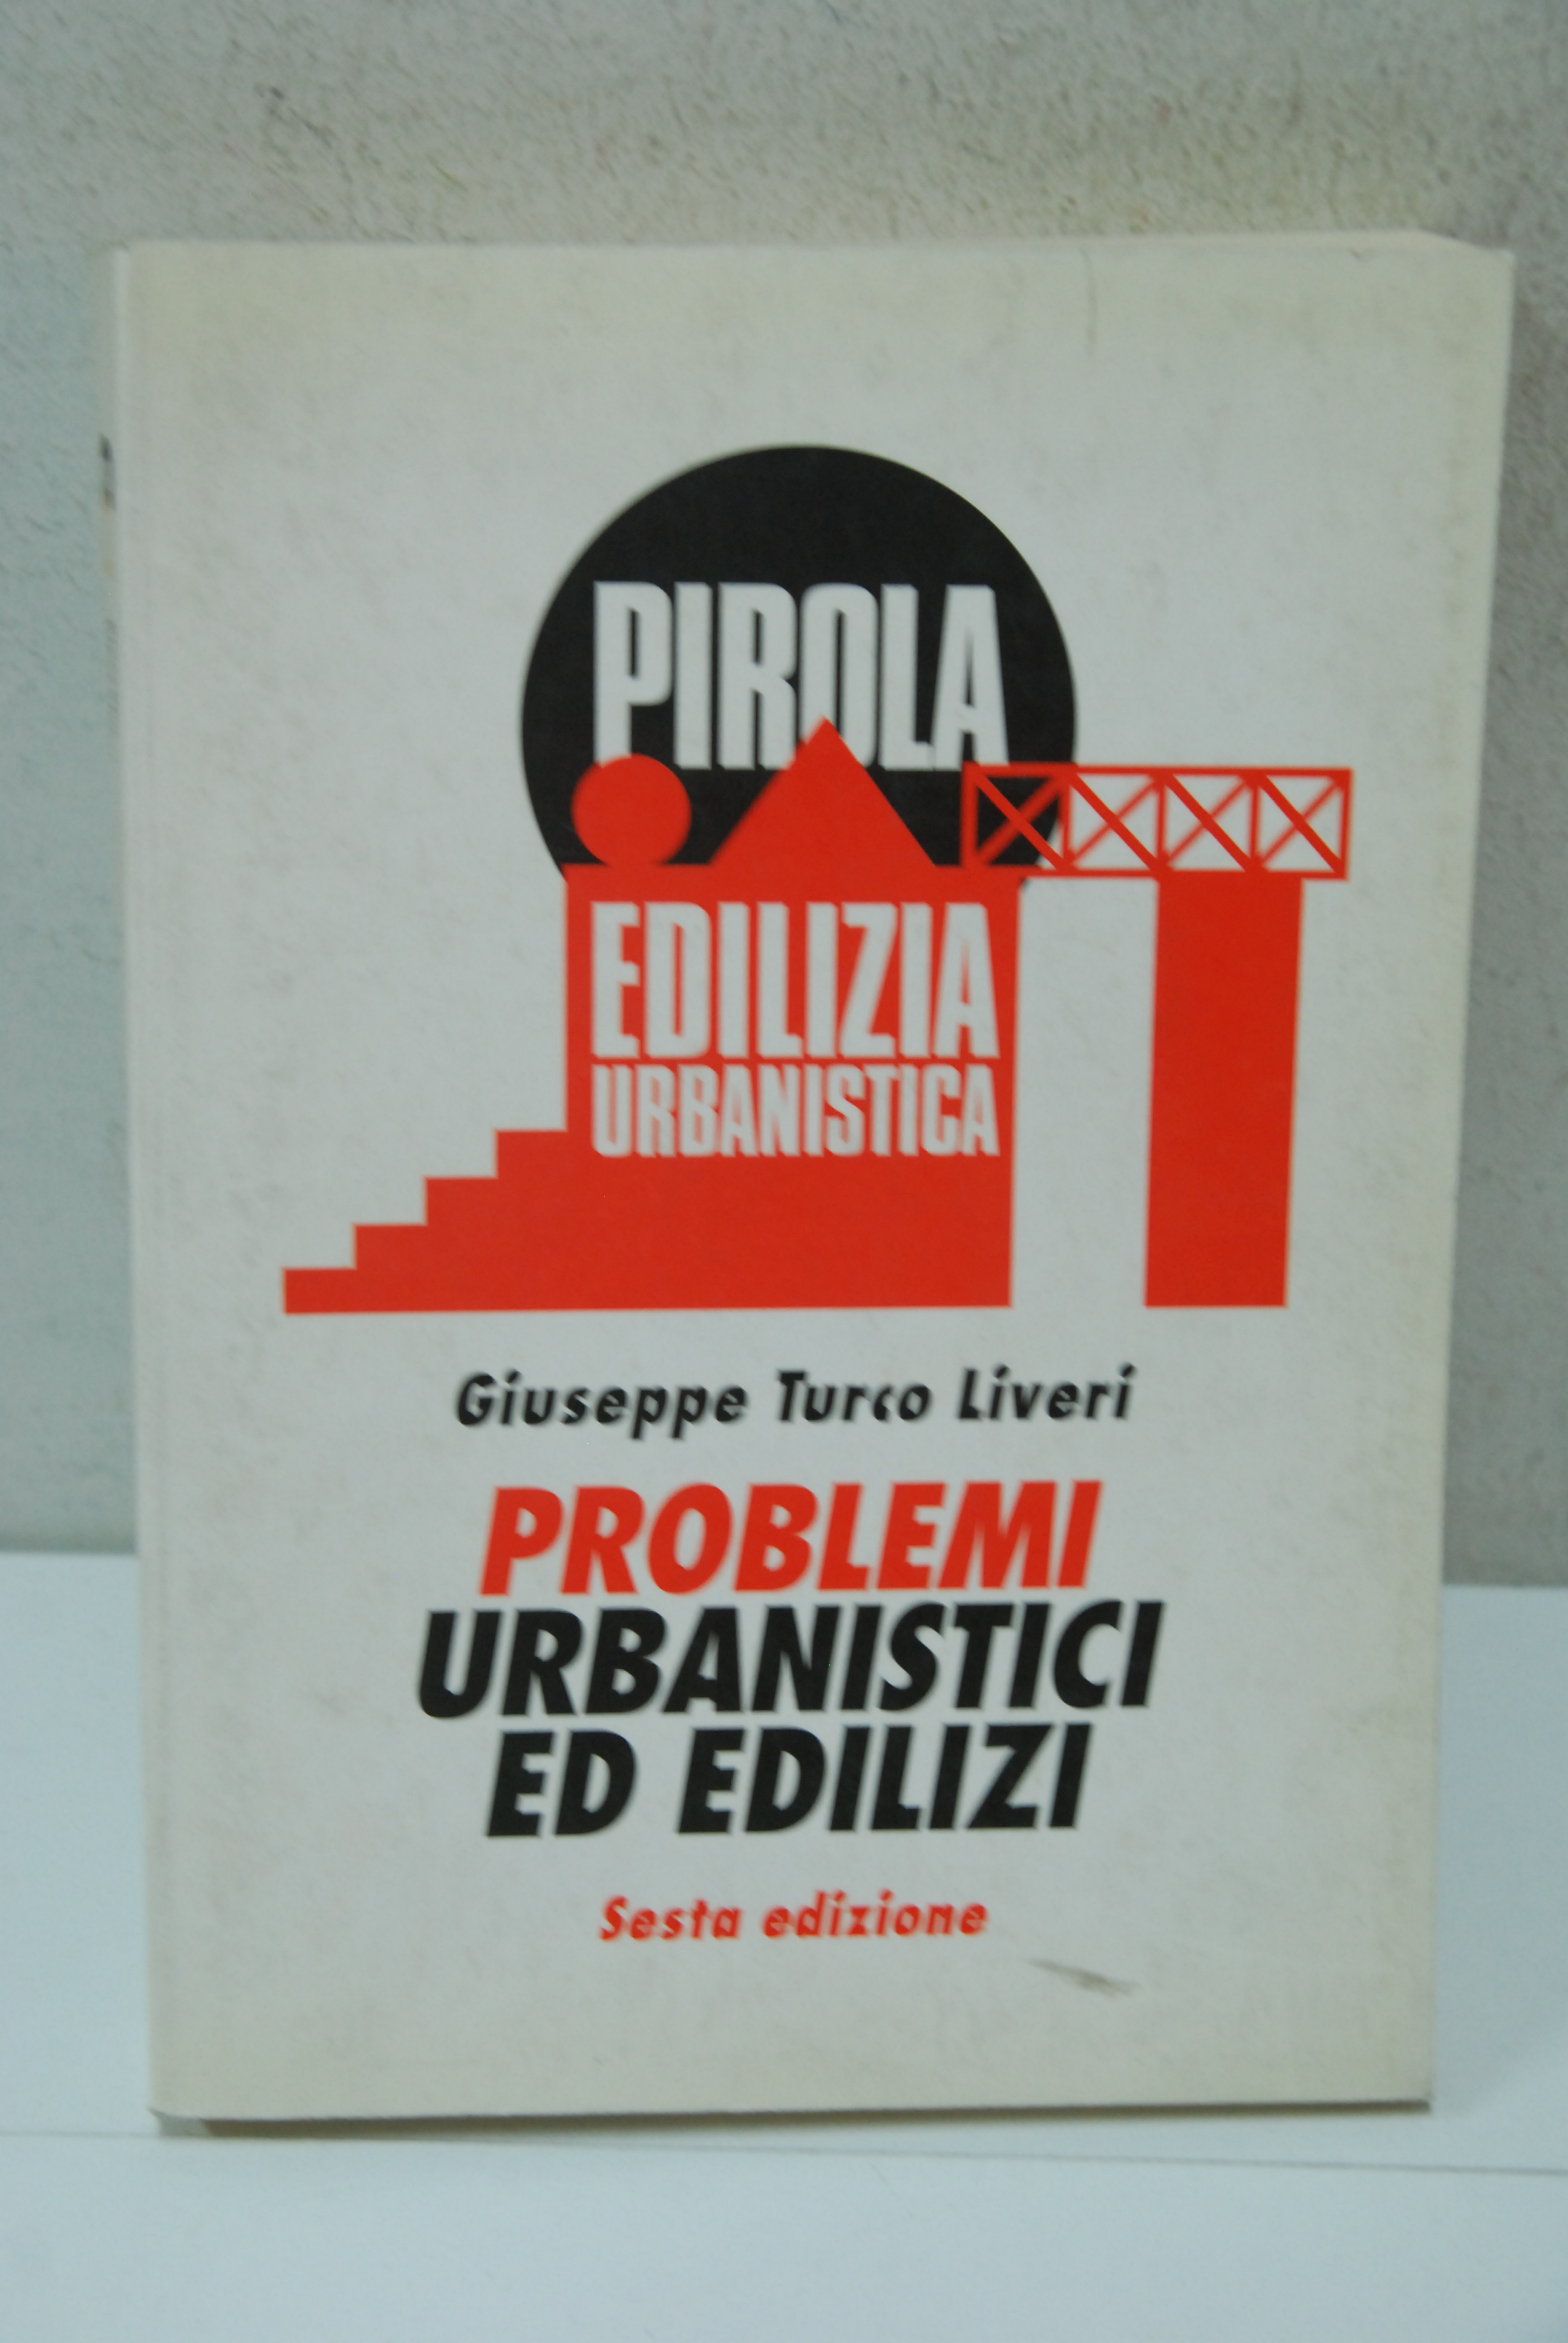 PIROLA
EDILIZIA
URBANISTICA
Giuseppe Turco Liveri
PROBLEMI
URBANISTICI
ED EDILIZI
Sesta edizione